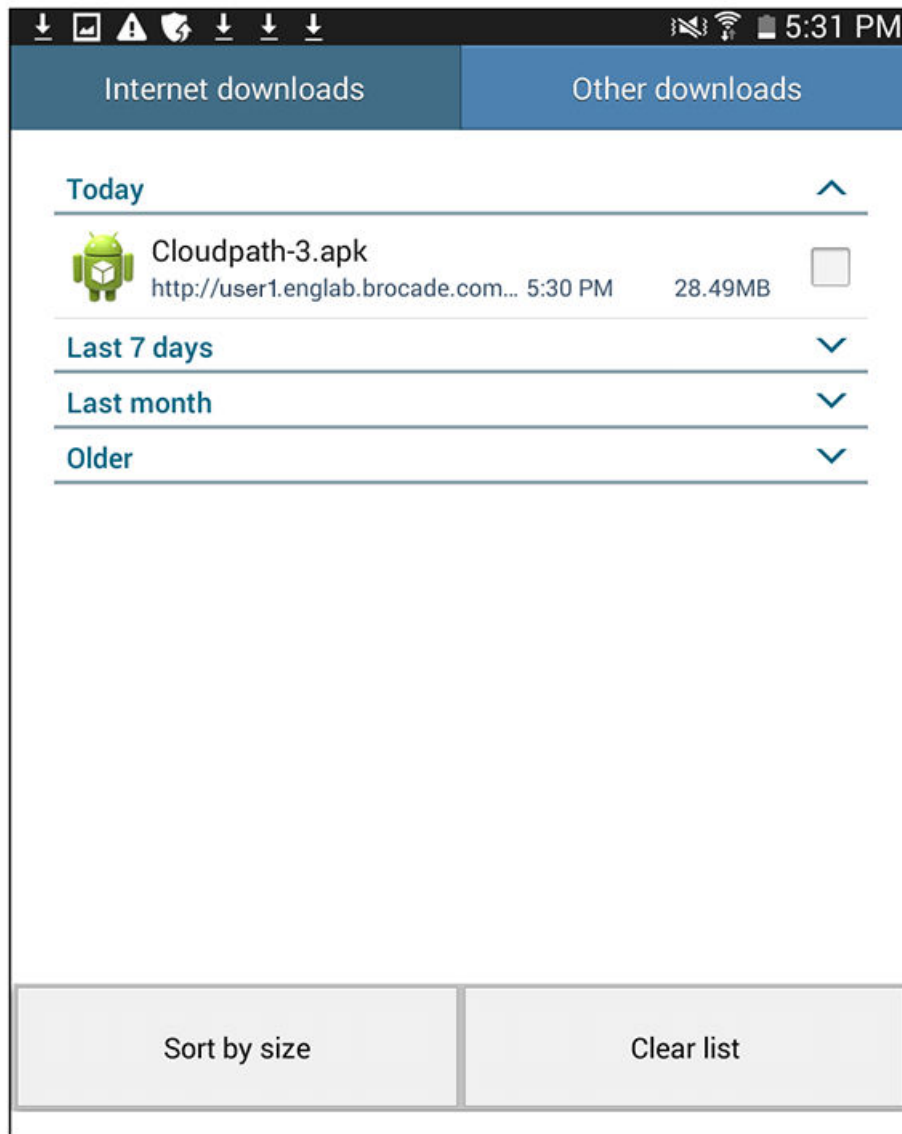 5:31 PM
Internet downloads Other downloads
Today
Cloudpath-3.apk
http://user1.englab.brocade.com... 5:30 PM 28.49MB
Last 7 days
Last month
Older
Sort by size Clear list